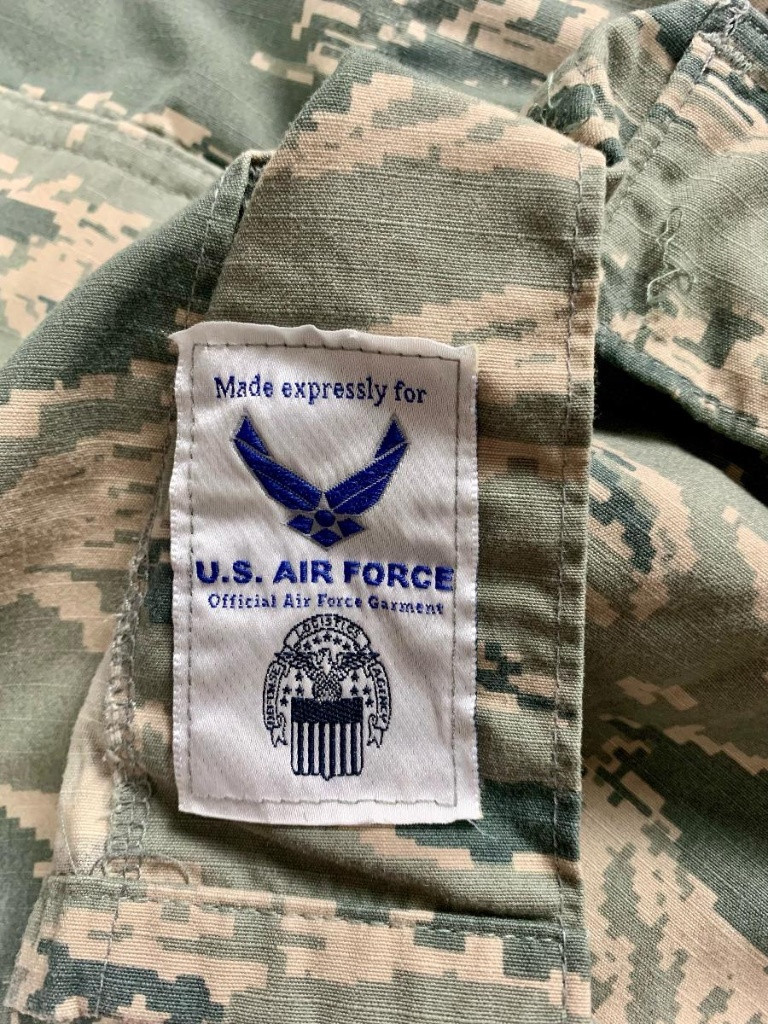 Made expressly for
U.S. AIR FORCE
Official Air Force Garment
LOGISTICS
DEFENSE
AGENCY